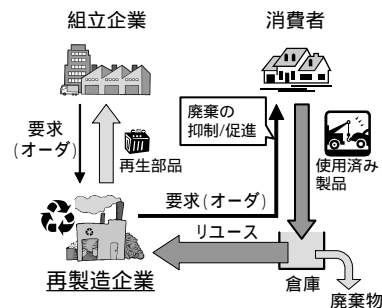 組立企業
消費者
廃棄の
抑制/促進
要求
(オーダ)
再生部品
使用済み
製品
要求(オーダ)
リユース
再製造企業
倉庫
廃棄物